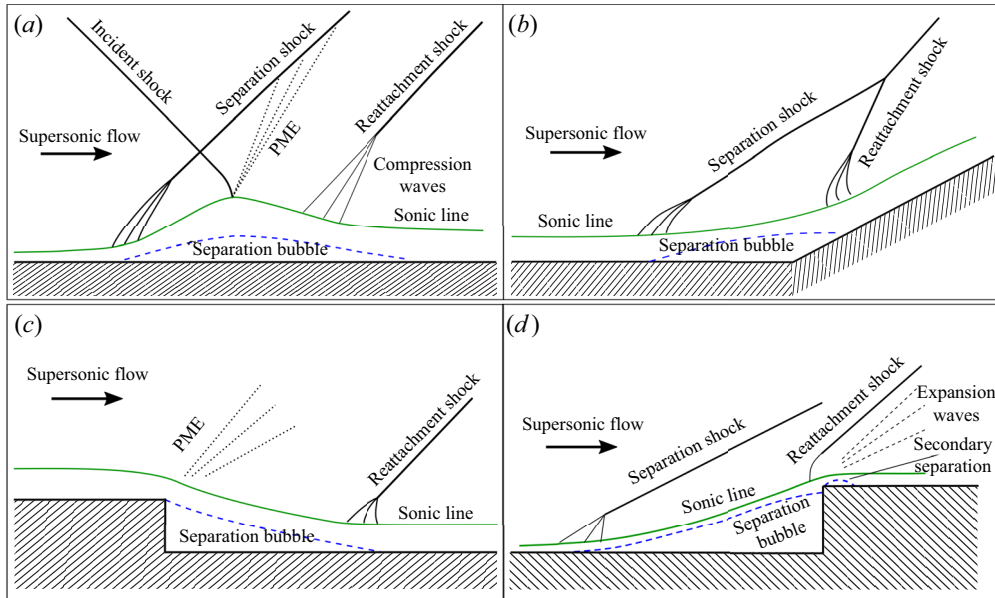 (a)
Incident shock
Separation shock
Reattachment shock
Supersonic flow
PME
Compression
waves
Sonic line
Separation bubble
(b)
Supersonic flow
Separation shock
Reattachment shock
Sonic line
Separation bubble
(c)
Supersonic flow
PME
Reattachment shock
Sonic line
Separation bubble
(d)
Supersonic flow
Separation shock
Reattachment shock
Expansion
waves
Secondary
separation
Sonic line
Separation
bubble